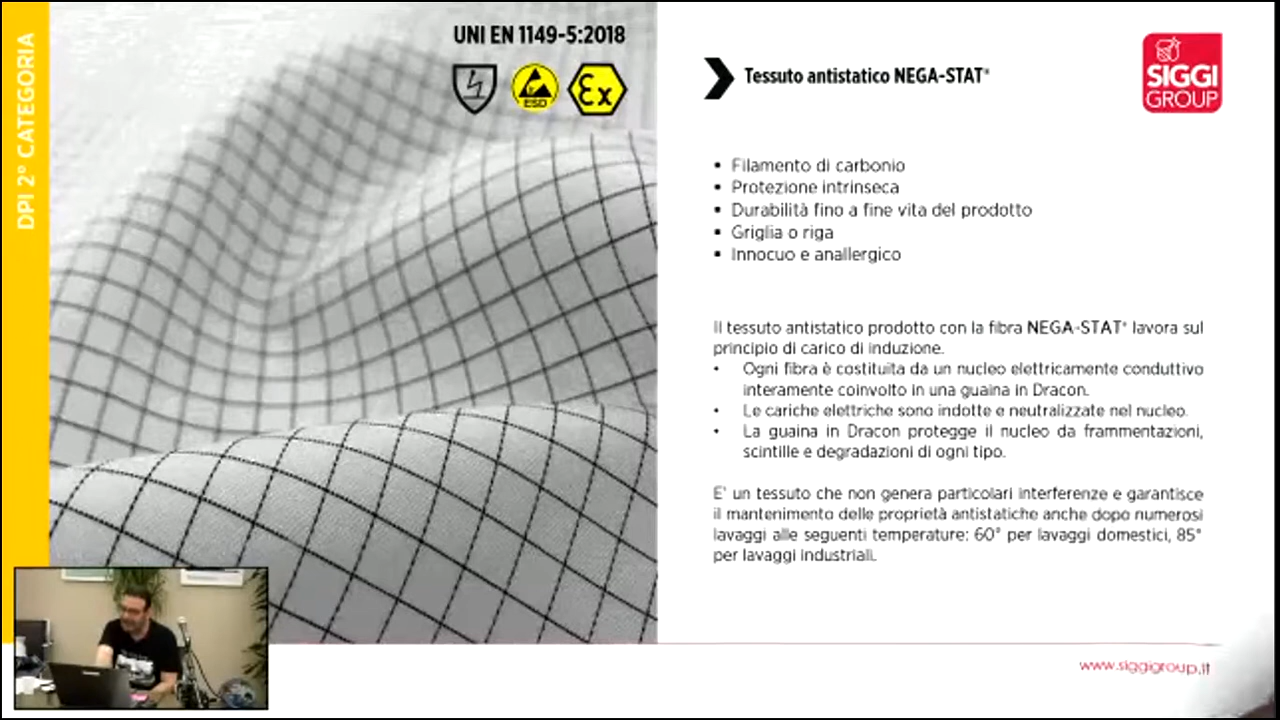 DPI 2° CATEGORIA
UNI EN 1149-5:2018
ESD
Ex
Tessuto antistatico NEGA-STAT®
SIGGI
GROUP
▪ Filamento di carbonio
▪ Protezione intrinseca
▪ Durabilità fino a fine vita del prodotto
▪ Griglia o riga
▪ Innocuo e anallergico
Il tessuto antistatico prodotto con la fibra NEGA-STAT® lavora sul
principio di carico di induzione.
• Ogni fibra è costituita da un nucleo elettricamente conduttivo
interamente coinvolto in una guaina in Dracon.
• Le cariche elettriche sono indotte e neutralizzate nel nucleo.
• La guaina in Dracon protegge il nucleo da frammentazioni,
scintille e degradazioni di ogni tipo.
E' un tessuto che non genera particolari interferenze e garantisce
il mantenimento delle proprietà antistatiche anche dopo numerosi
lavaggi alle seguenti temperature: 60° per lavaggi domestici, 85°
per lavaggi industriali.
www.siggigroup.it